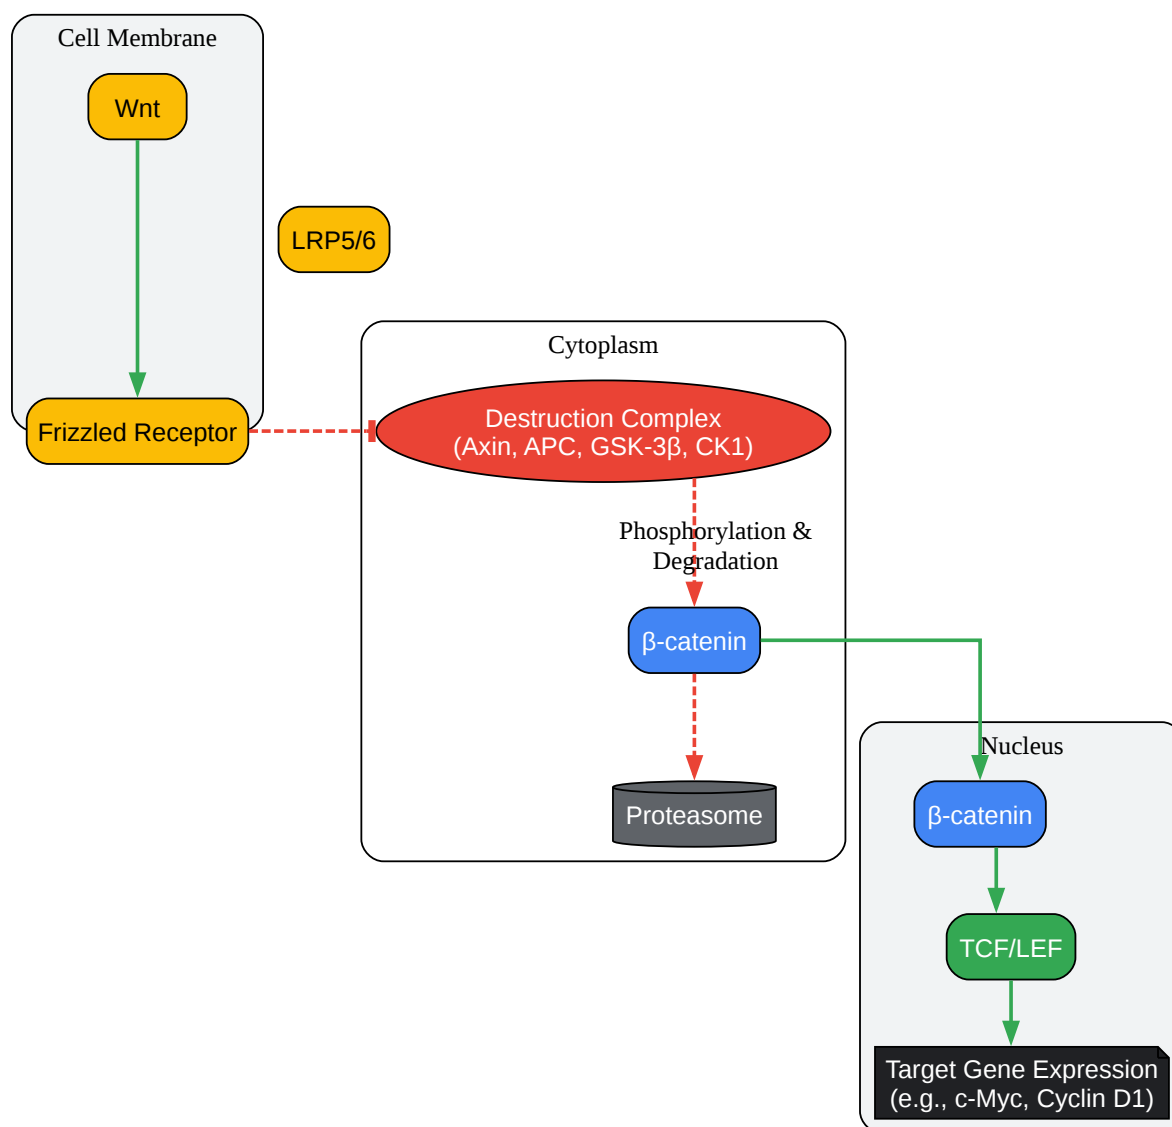 Cell Membrane
Wnt
LRP5/6
Cytoplasm
Frizzled Receptor
Destruction Complex
(Axin, APC, GSK-3β, CK1)
Phosphorylation &
Degradation
β-catenin
Proteasome
Nucleus
β-catenin
TCF/LEF
Target Gene Expression
(e.g., c-Myc, Cyclin D1)